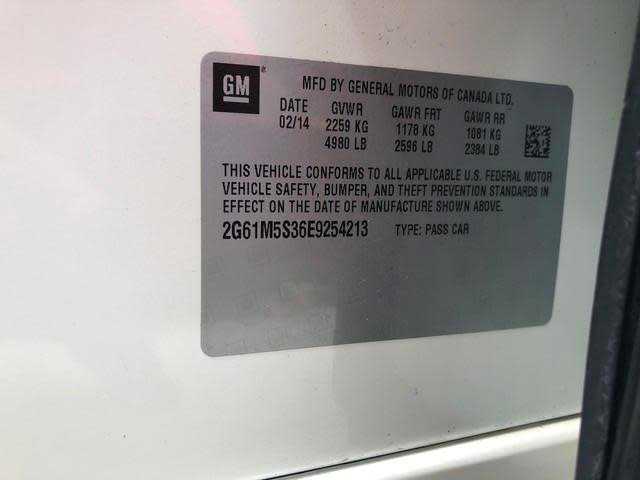 GM
MFD BY GENERAL MOTORS OF CANADA LTD.
DATE GVWR GAWR FRT GAWR RR
02/14 2259 KG 1178 KG 1081 KG
4980 LB 2596 LB 2384 LB
THIS VEHICLE CONFORMS TO ALL APPLICABLE U.S. FEDERAL MOTOR
VEHICLE SAFETY, BUMPER, AND THEFT PREVENTION STANDARDS IN
EFFECT ON THE DATE OF MANUFACTURE SHOWN ABOVE.
2G61M5S36E9254213 TYPE: PASS CAR